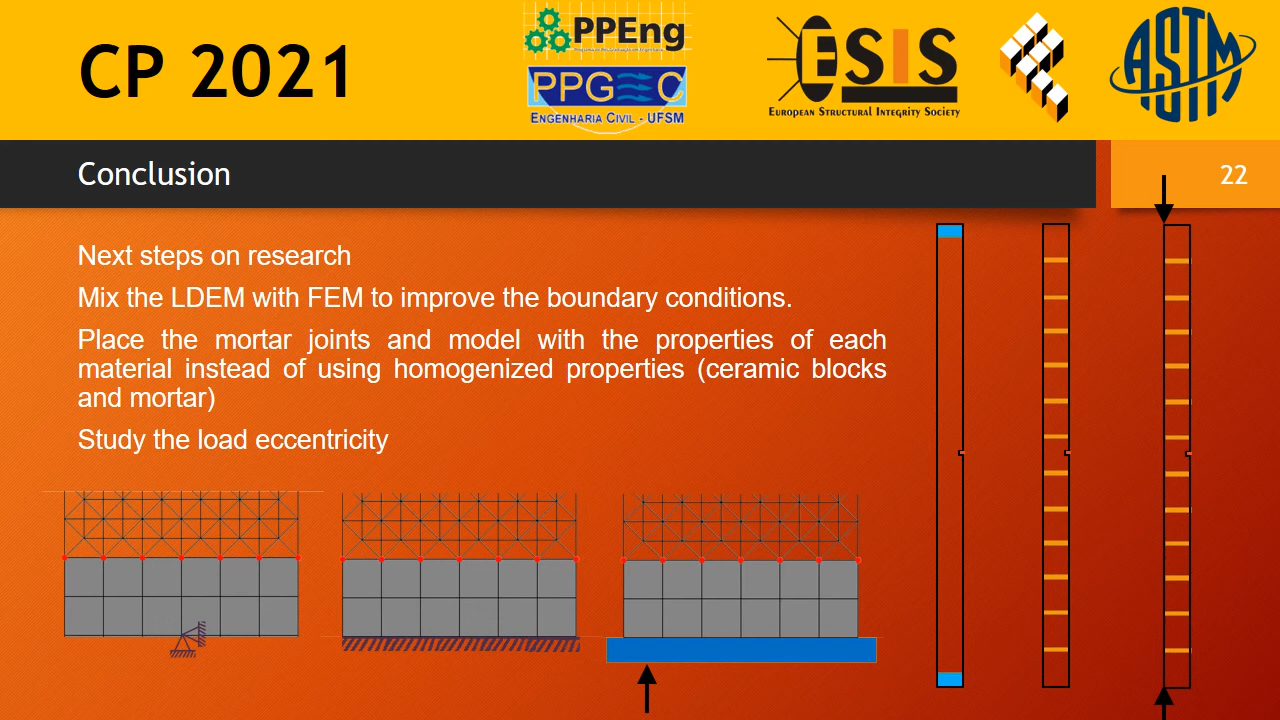 CP 2021
PPEng
PPG C
ENGENHARIA CIVIL - UFSM
ESIS
EUROPEAN STRUCTURAL INTEGRITY SOCIETY
ASTM
Conclusion
22
Next steps on research
Mix the LDEM with FEM to improve the boundary conditions.
Place the mortar joints and model with the properties of each
material instead of using homogenized properties (ceramic blocks
and mortar)
Study the load eccentricity